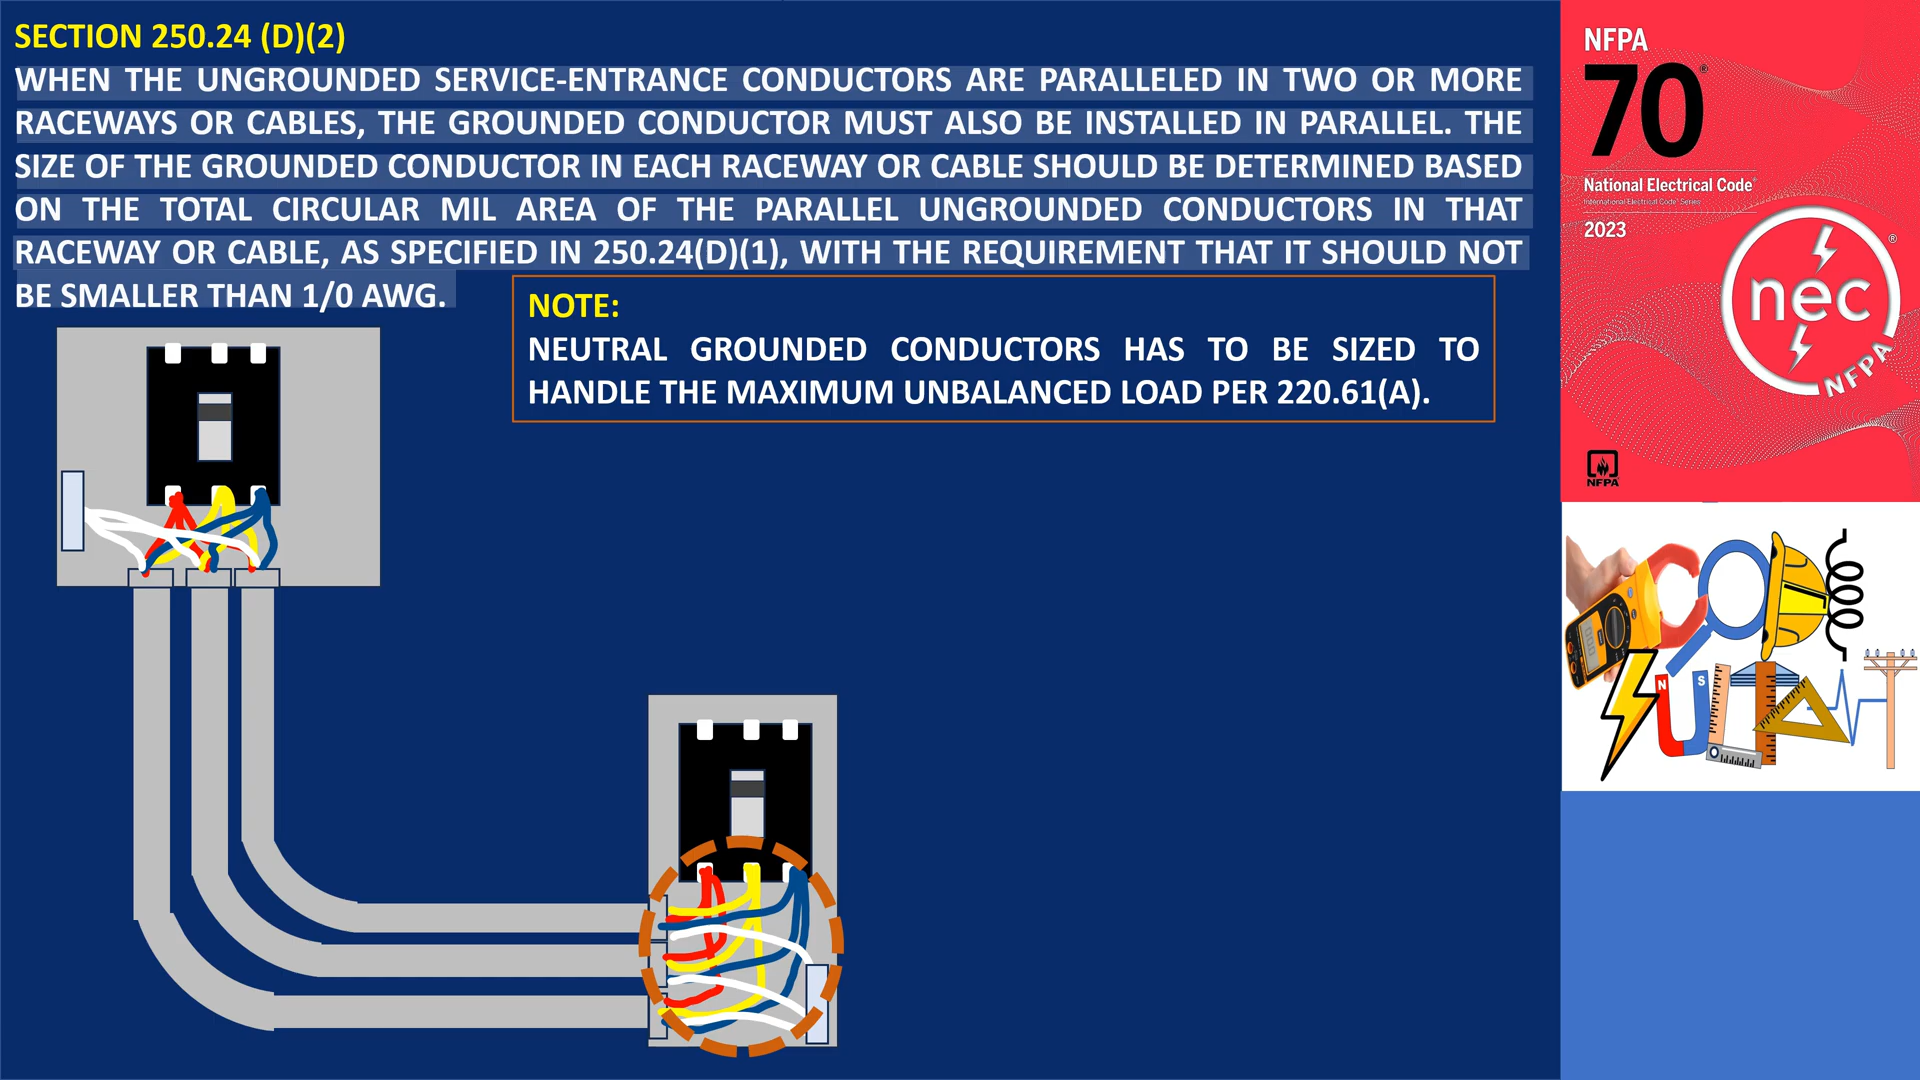 SECTION 250.24 (D)(2)
WHEN THE UNGROUNDED SERVICE-ENTRANCE CONDUCTORS ARE PARALLELED IN TWO OR MORE
RACEWAYS OR CABLES, THE GROUNDED CONDUCTOR MUST ALSO BE INSTALLED IN PARALLEL. THE
SIZE OF THE GROUNDED CONDUCTOR IN EACH RACEWAY OR CABLE SHOULD BE DETERMINED BASED
ON THE TOTAL CIRCULAR MIL AREA OF THE PARALLEL UNGROUNDED CONDUCTORS IN THAT
RACEWAY OR CABLE, AS SPECIFIED IN 250.24(D)(1), WITH THE REQUIREMENT THAT IT SHOULD NOT
BE SMALLER THAN 1/0 AWG.
NOTE:
NEUTRAL GROUNDED CONDUCTORS HAS TO BE SIZED TO
HANDLE THE MAXIMUM UNBALANCED LOAD PER 220.61(A).
NFPA
70®
National Electrical Code®
International Electrical Code® Series
2023
nec®
NFPA
NFPA
N S